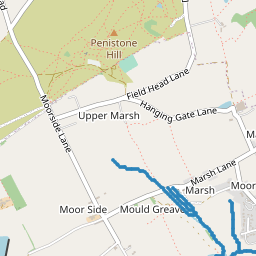 Penistone
Hill
Field Head Lane
Hanging Gate Lane
Upper Marsh
Moorside Lane
Marsh Lane
Marsh
Moor Side
Mould Greave